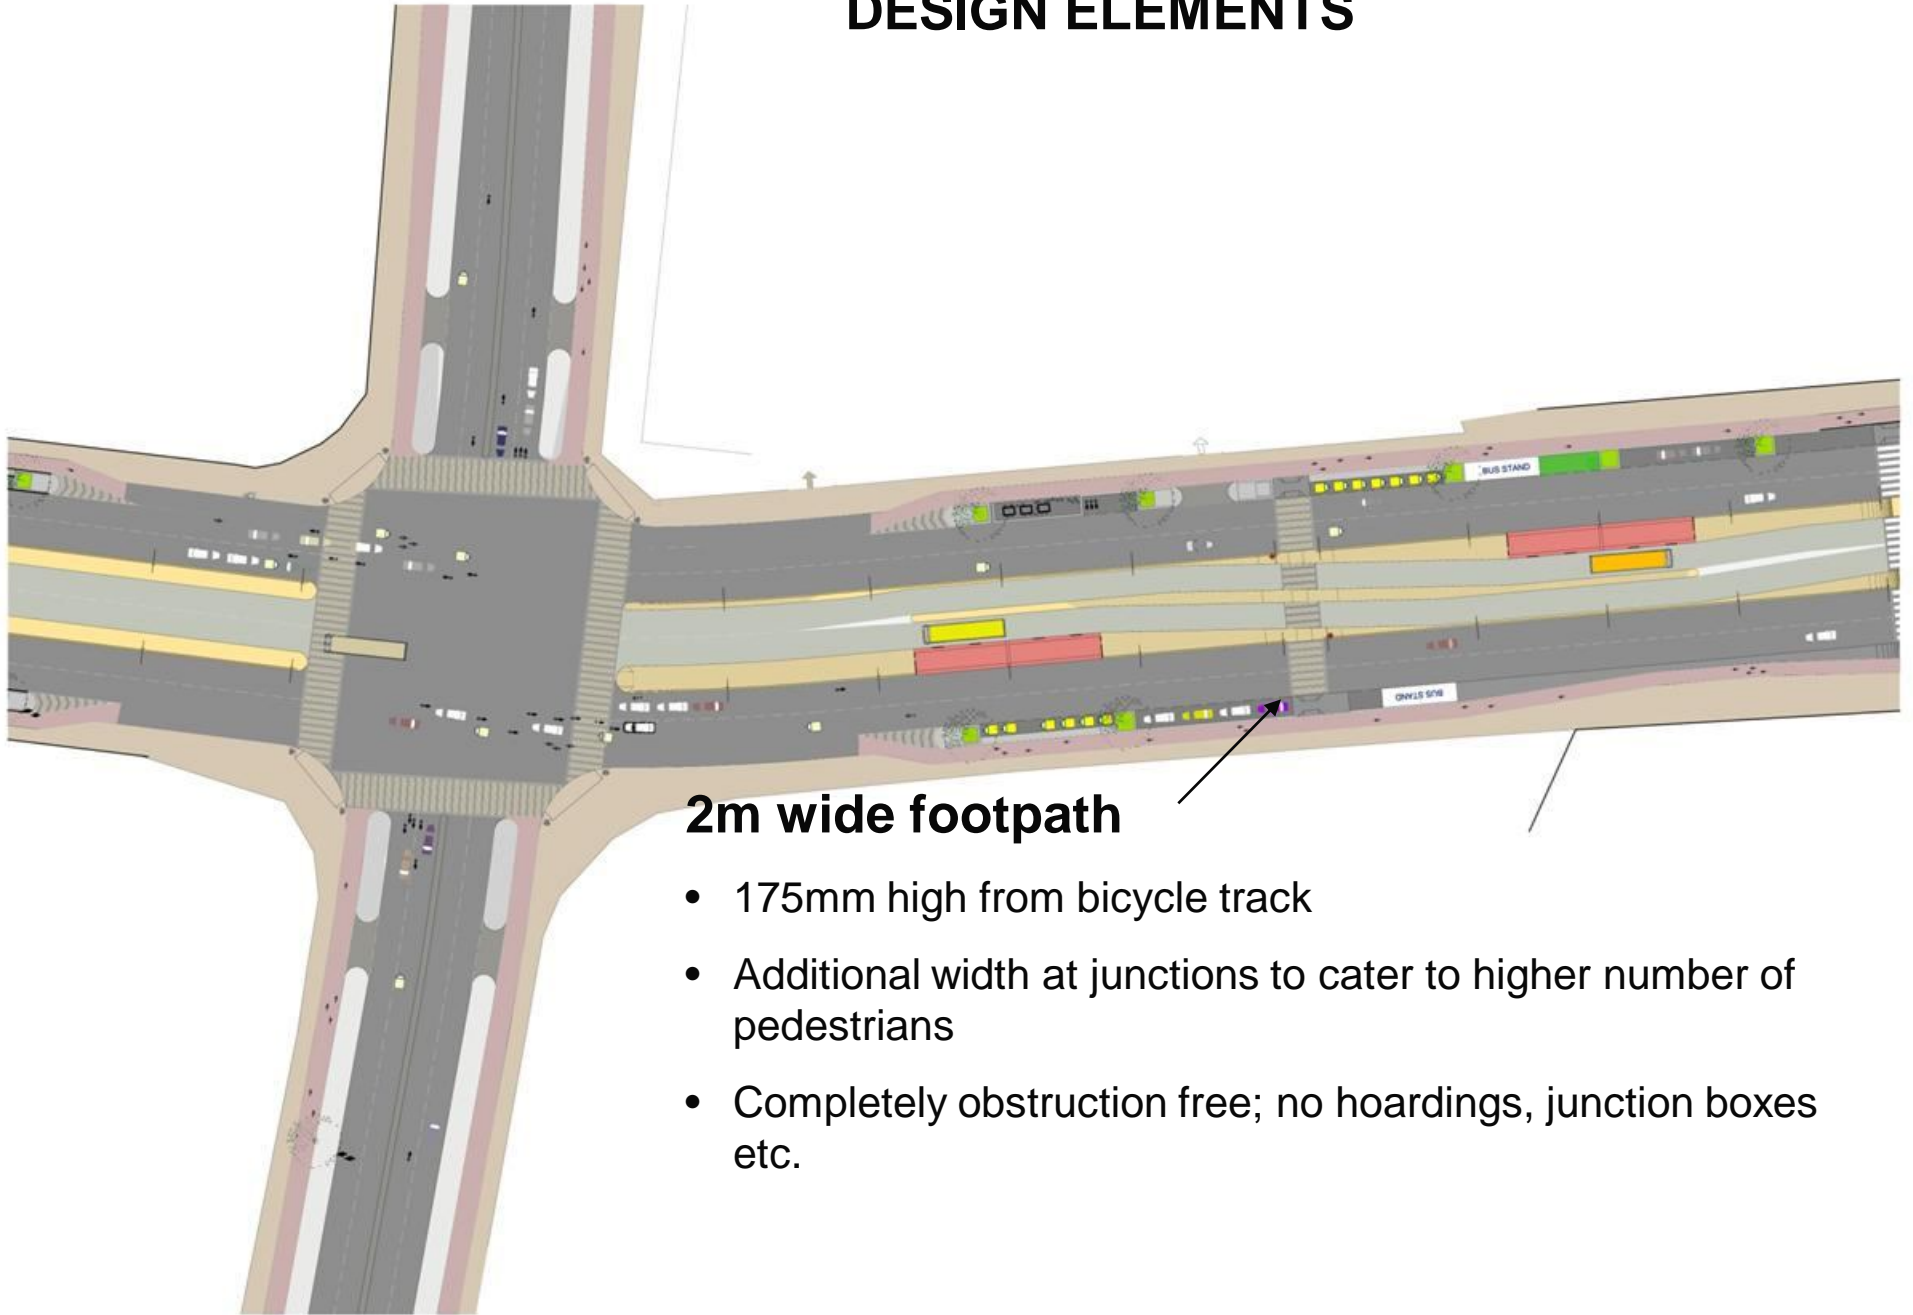 DESIGN ELEMENTS
BUS STAND
BUS STAND
2m wide footpath
• 175mm high from bicycle track
• Additional width at junctions to cater to higher number of
pedestrians
• Completely obstruction free; no hoardings, junction boxes
etc.